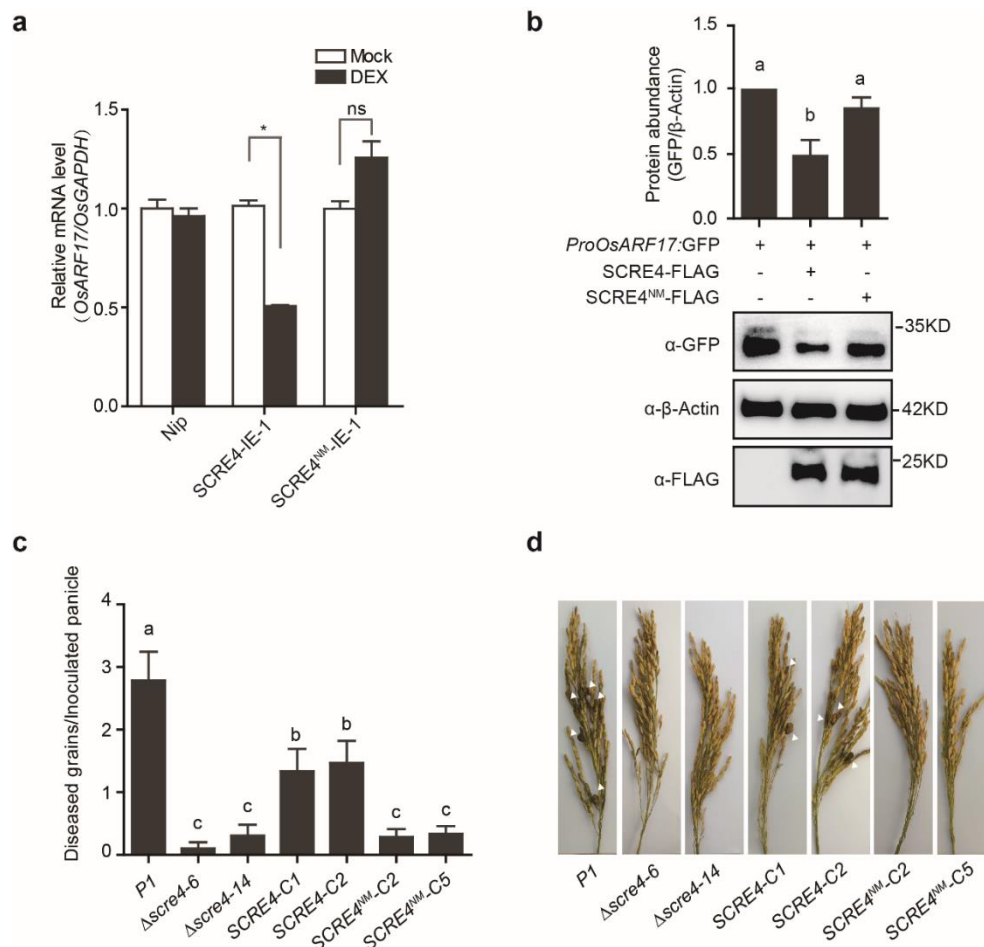 a
Mock
DEX
Relative mRNA level
(OsARF17/OsGAPDH)
1.5
1.0
0.5
0.0
*
ns
Nip
SCRE4-IE-1
SCRE4ᴺᴹ-IE-1
b
Protein abundance
(GFP/β-Actin)
1.5
1.0
0.5
0.0
a
b
a
ProOsARF17:GFP + + +
SCRE4-FLAG - + -
SCRE4ᴺᴹ-FLAG - - +
α-GFP
-35KD
α-β-Actin
-42KD
α-FLAG
-25KD
c
Diseased grains/Inoculated panicle
4
3
2
1
0
a
c
c
b
b
c
c
P1
Δscre4-6
Δscre4-14
SCRE4-C1
SCRE4-C2
SCRE4ᴺᴹ-C2
SCRE4ᴺᴹ-C5
d
P1
Δscre4-6
Δscre4-14
SCRE4-C1
SCRE4-C2
SCRE4ᴺᴹ-C2
SCRE4ᴺᴹ-C5